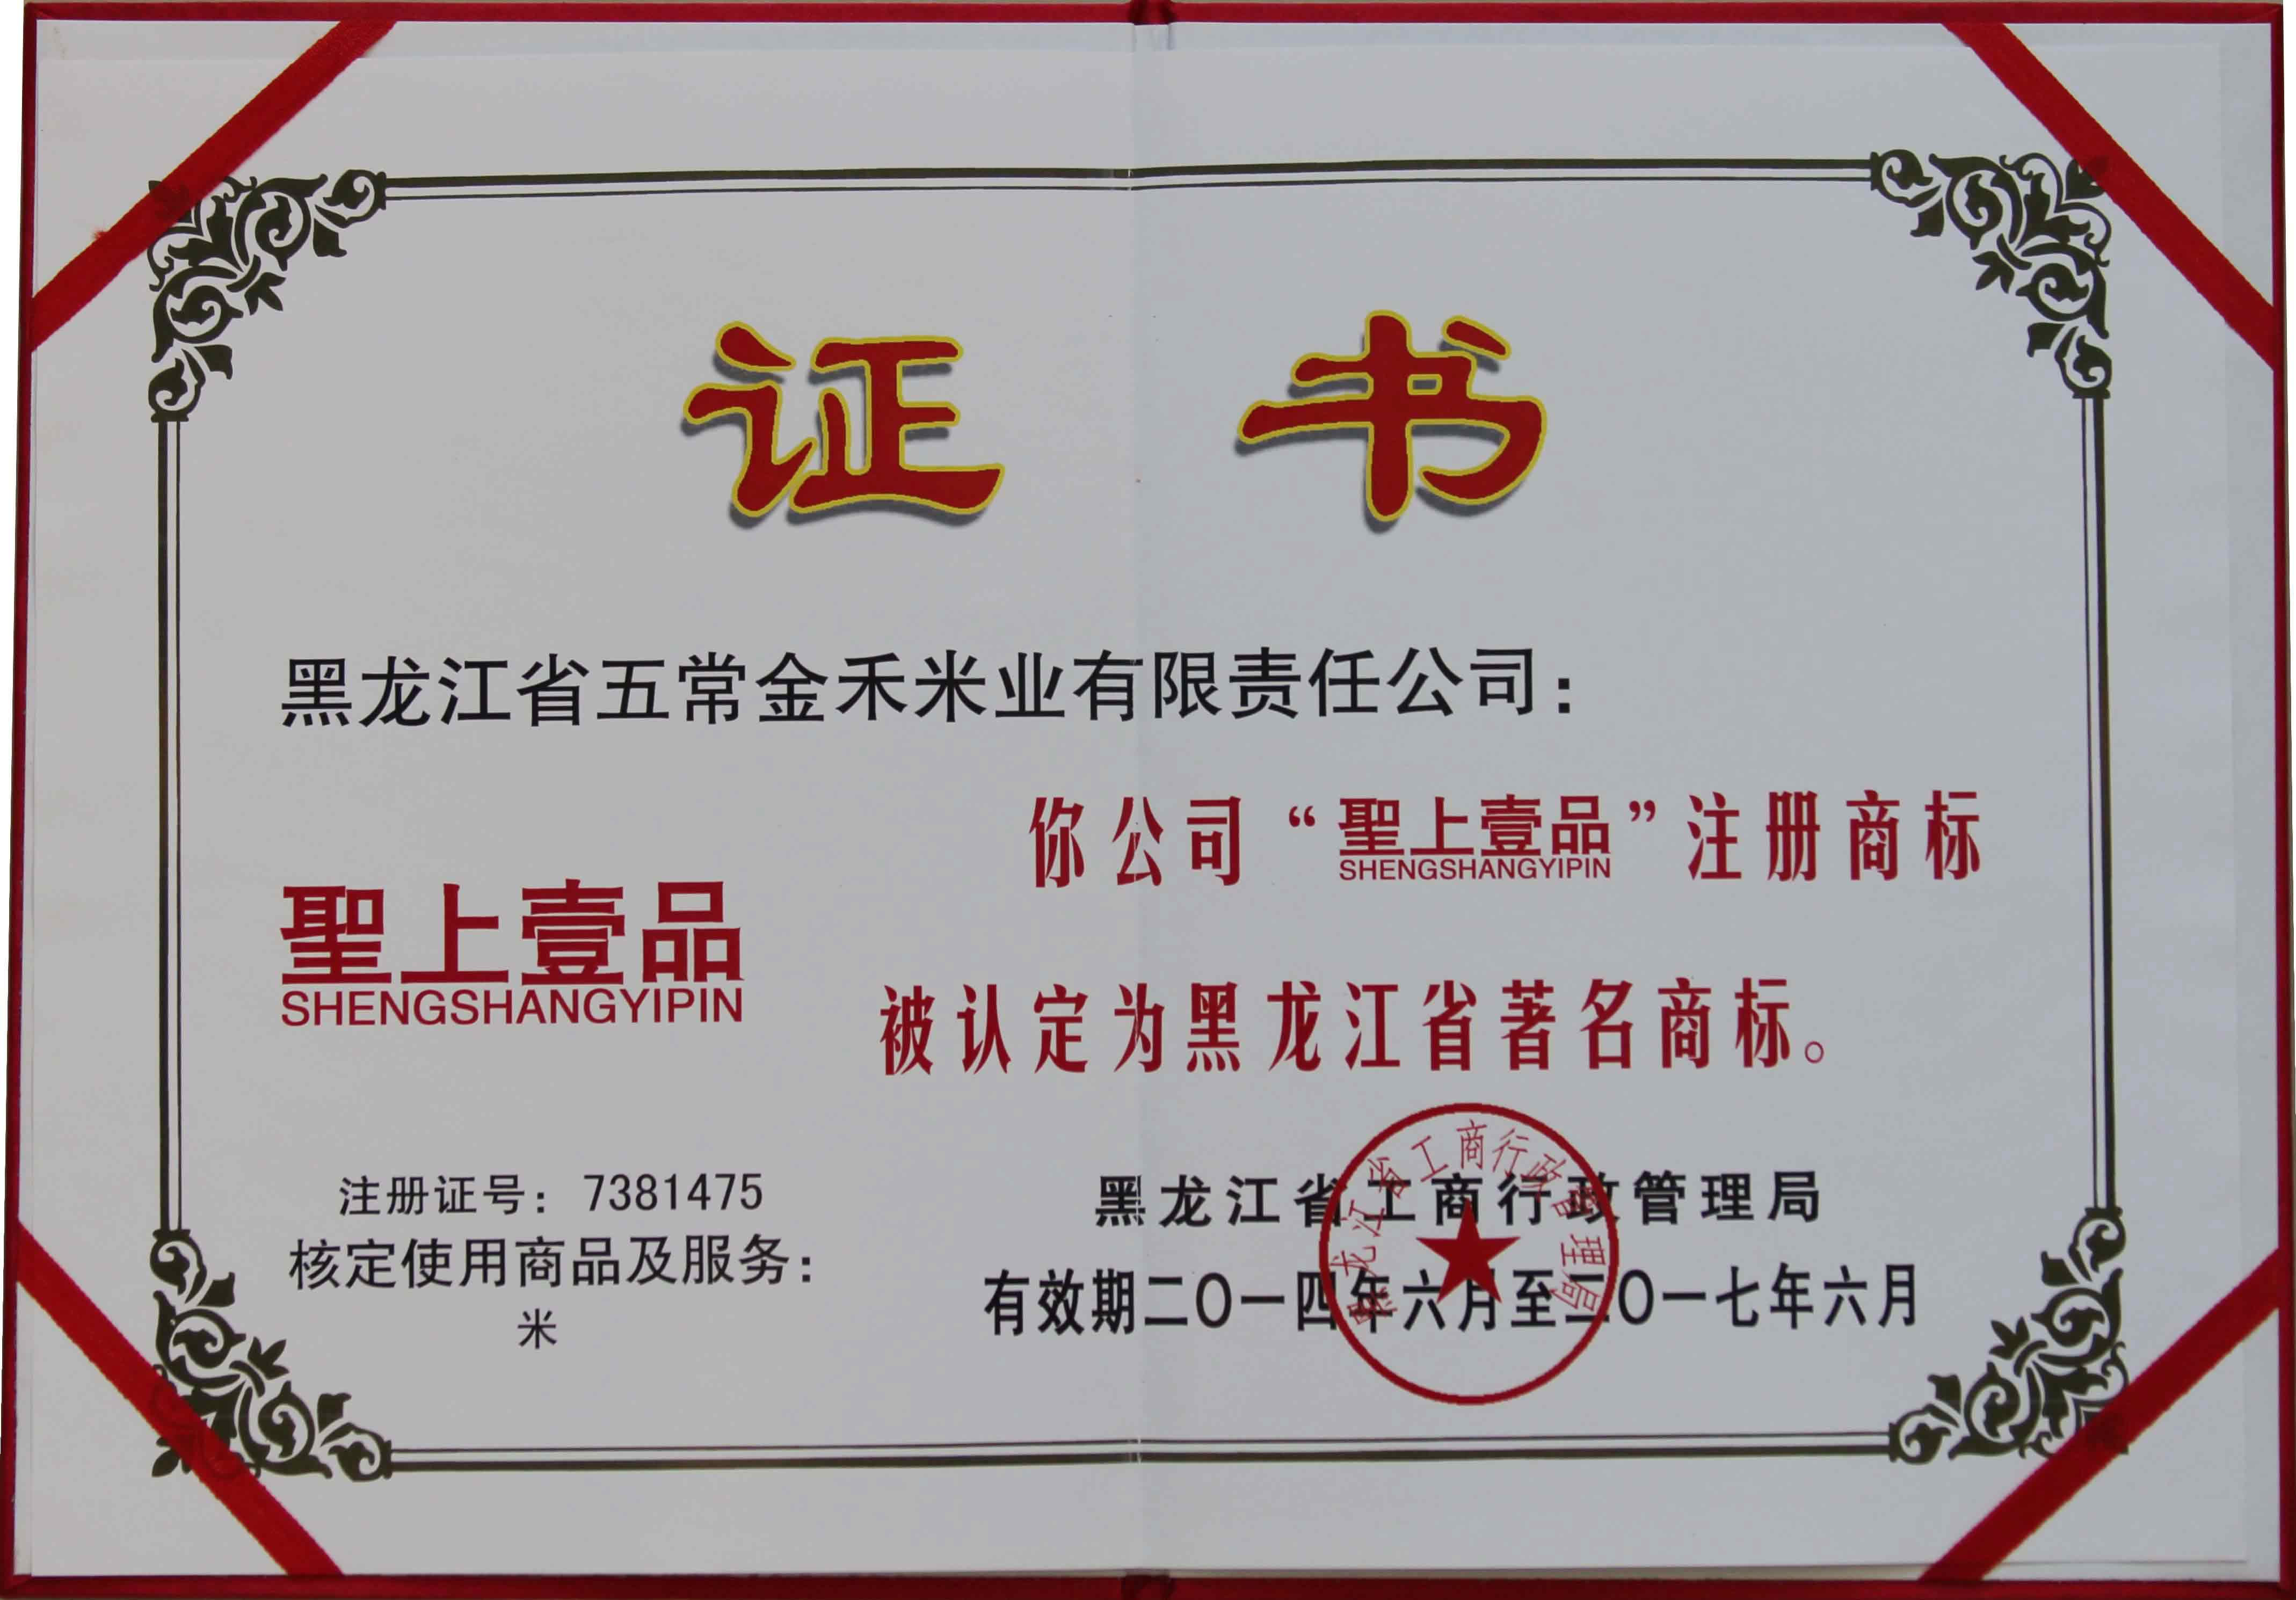 证 书
黑龙江省五常金禾米业有限责任公司：
你公司“聖上壹品”注册商标
SHENGSHANGYIPIN
聖上壹品
SHENGSHANGYIPIN
被认定为黑龙江省著名商标。
注册证号：7381475
核定使用商品及服务：
米
黑龙江省工商行政管理局
有效期二〇一四年六月至二〇一七年六月
黑龙江省工商行政管理局